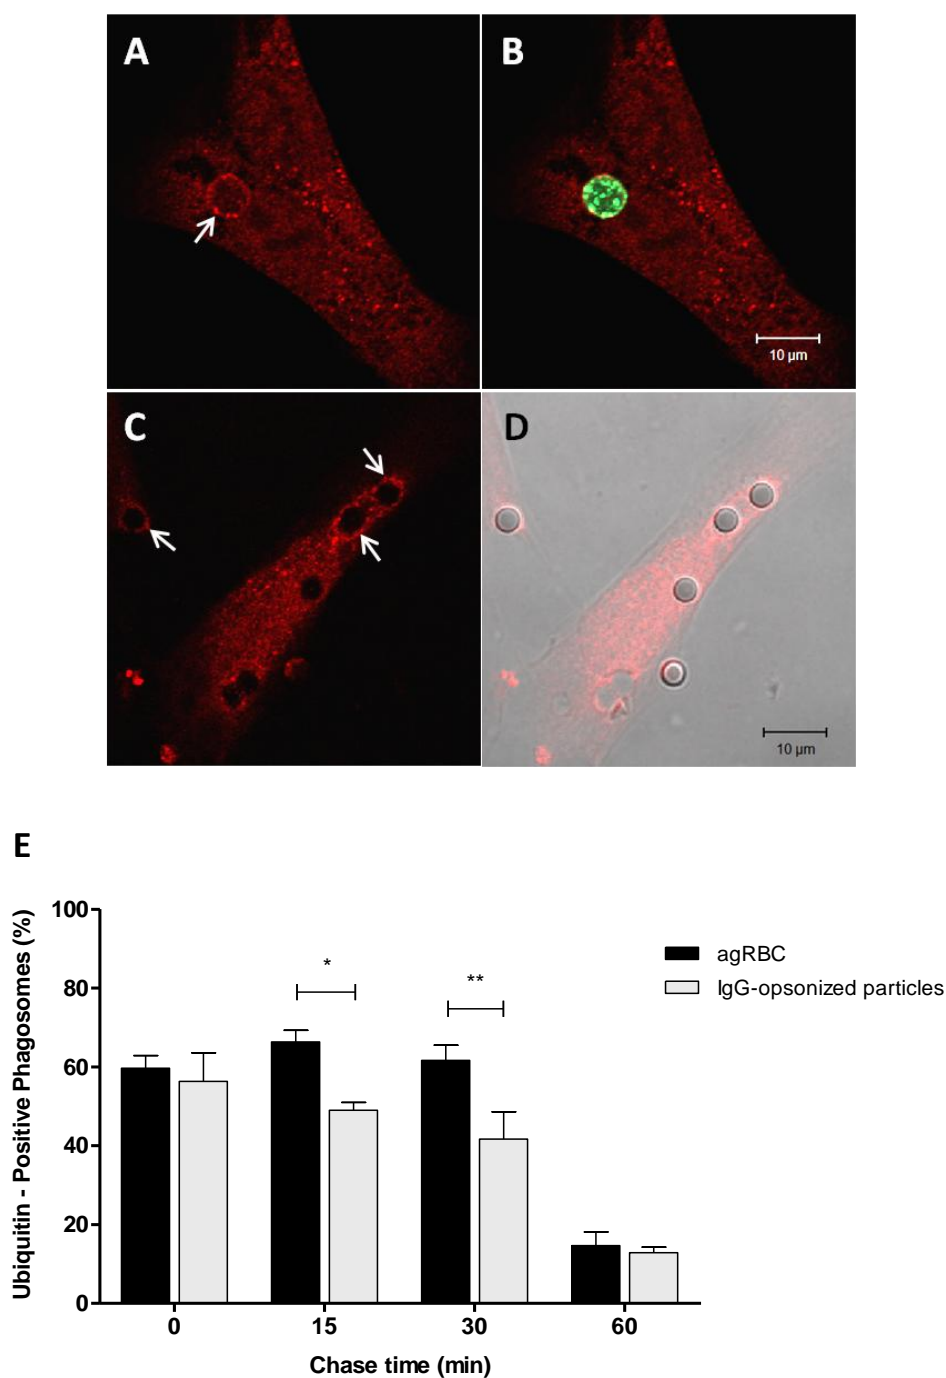 A
B
10 µm
C
D
10 µm
E
Ubiquitin - Positive Phagosomes (%)
100
80
60
40
20
0
*
**
agRBC
IgG-opsonized particles
0
15
30
60
Chase time (min)